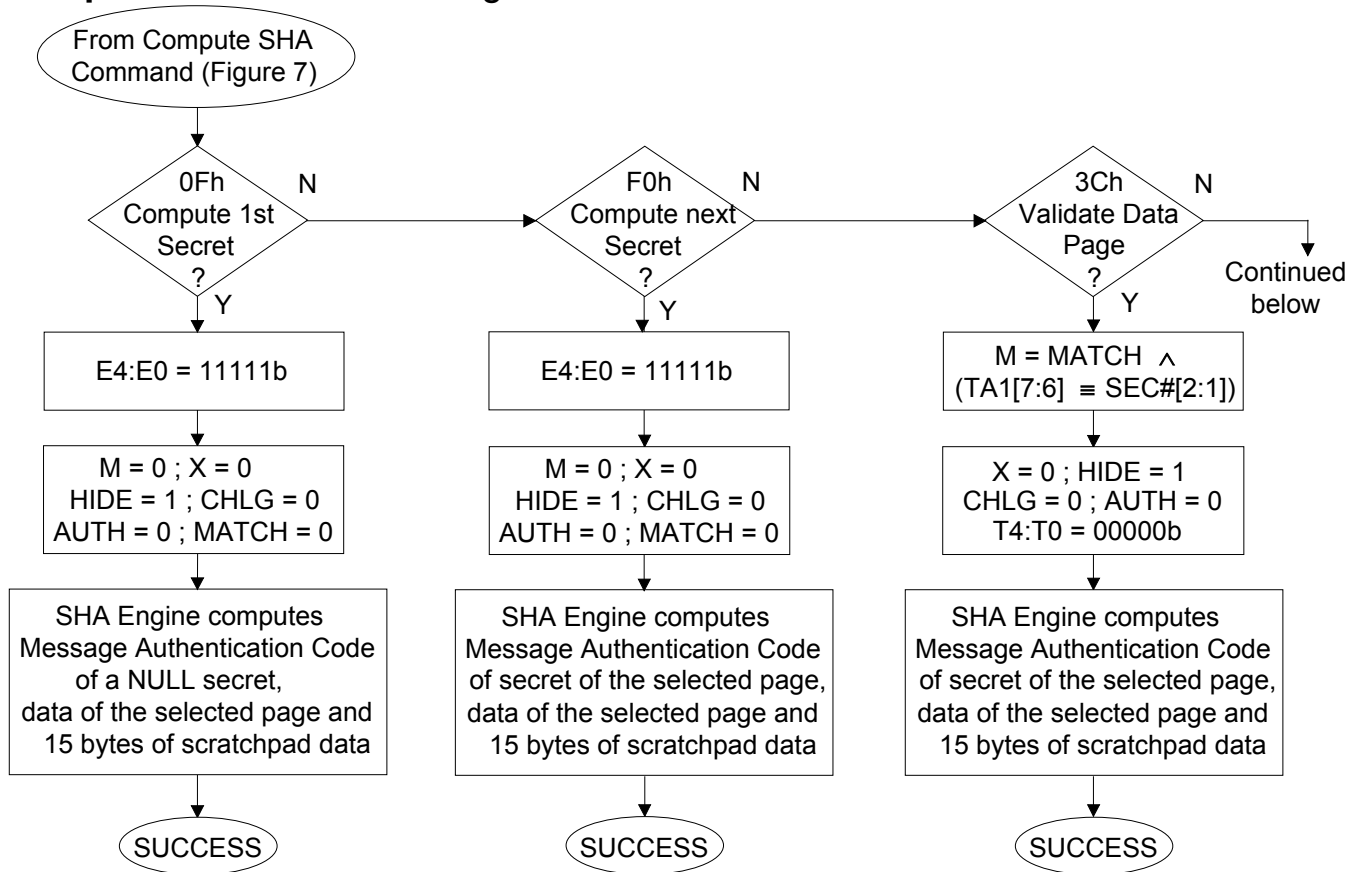 From Compute SHA
Command (Figure 7)
0Fh
Compute 1st
Secret
?
N
Y
F0h
Compute next
Secret
?
N
Y
3Ch
Validate Data
Page
?
N
Y
Continued
below
E4:E0 = 11111b
E4:E0 = 11111b
M = MATCH ∧
(TA1[7:6] ≡ SEC#[2:1])
M = 0 ; X = 0
HIDE = 1 ; CHLG = 0
AUTH = 0 ; MATCH = 0
M = 0 ; X = 0
HIDE = 1 ; CHLG = 0
AUTH = 0 ; MATCH = 0
X = 0 ; HIDE = 1
CHLG = 0 ; AUTH = 0
T4:T0 = 00000b
SHA Engine computes
Message Authentication Code
of a NULL secret,
data of the selected page and
15 bytes of scratchpad data
SHA Engine computes
Message Authentication Code
of secret of the selected page,
data of the selected page and
15 bytes of scratchpad data
SHA Engine computes
Message Authentication Code
of secret of the selected page,
data of the selected page and
15 bytes of scratchpad data
SUCCESS
SUCCESS
SUCCESS